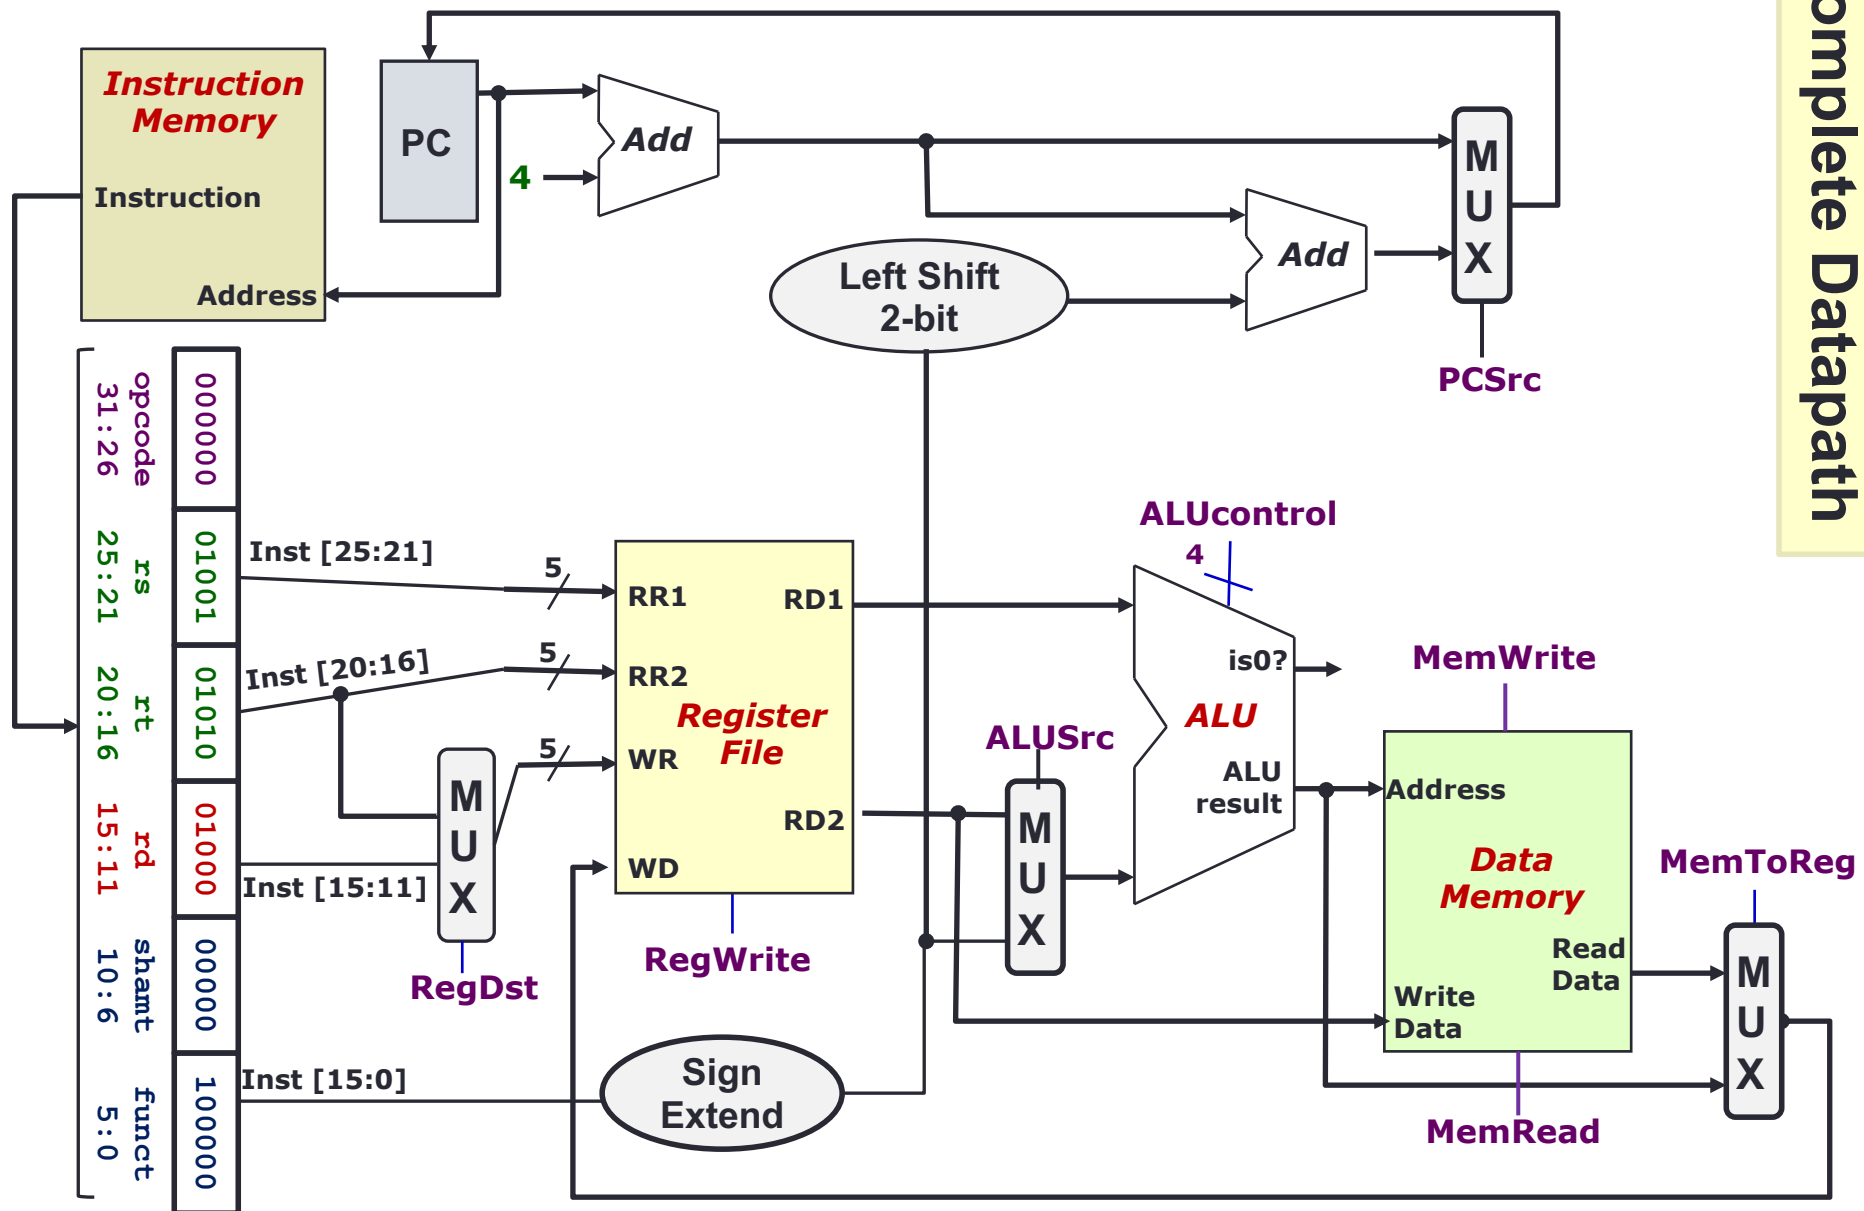 omplete Datapath
Instruction
Memory
Instruction
Address
PC
4
Add
Left Shift
2-bit
Add
M
U
X
PCSrc
opcode
31:26
000000
rs
25:21
01001
rt
20:16
01010
rd
15:11
01000
shamt
10:6
00000
funct
5:0
100000
Inst [25:21]
5
Inst [20:16]
5
5
M
U
X
Inst [15:11]
RegDst
Inst [15:0]
RR1
RD1
RR2
Register
File
WR
RD2
WD
RegWrite
Sign
Extend
ALUSrc
M
U
X
ALUcontrol
4
is0?
ALU
ALU
result
MemWrite
Address
Data
Memory
Read
Data
Write
Data
MemRead
MemToReg
M
U
X